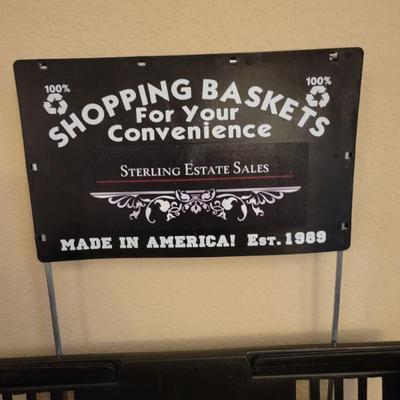 100% 100%
SHOPPING BASKETS
For Your
Convenience
STERLING ESTATE SALES
MADE IN AMERICA! EST. 1989